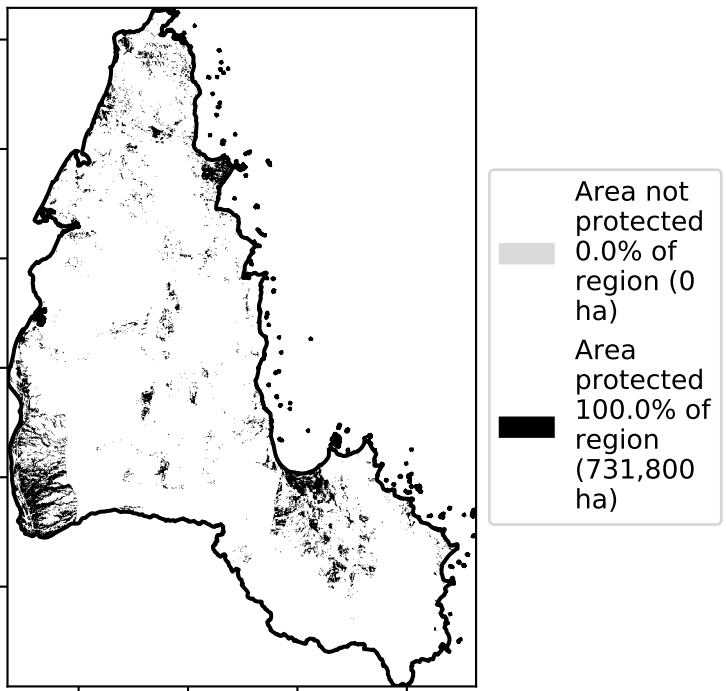 Area not
protected
0.0% of
region (0
ha)
Area
protected
100.0% of
region
(731,800
ha)